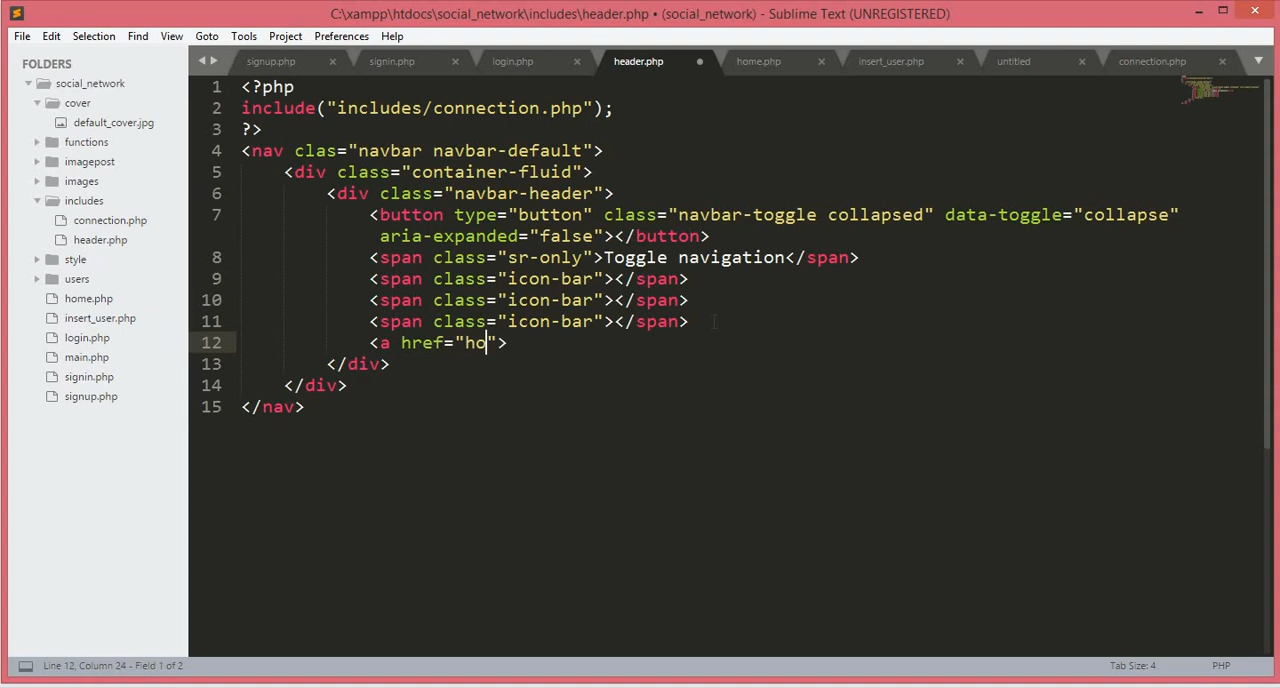 C:\xampp\htdocs\social_network\includes\header.php • (social_network) - Sublime Text (UNREGISTERED)
File Edit Selection Find View Goto Tools Project Preferences Help
FOLDERS
social_network
cover
default_cover.jpg
functions
imagepost
images
includes
connection.php
header.php
style
users
home.php
insert_user.php
login.php
main.php
signin.php
signup.php
signup.php signin.php login.php header.php home.php insert_user.php untitled connection.php
1 <?php
2 include("includes/connection.php");
3 ?>
4 <nav clas="navbar navbar-default">
5 <div class="container-fluid">
6 <div class="navbar-header">
7 <button type="button" class="navbar-toggle collapsed" data-toggle="collapse"
aria-expanded="false"></button>
8 <span class="sr-only">Toggle navigation</span>
9 <span class="icon-bar"></span>
10 <span class="icon-bar"></span>
11 <span class="icon-bar"></span>
12 <a href="ho">
13 </div>
14 </div>
15 </nav>
Line 12, Column 24 - Field 1 of 2 Tab Size: 4 PHP